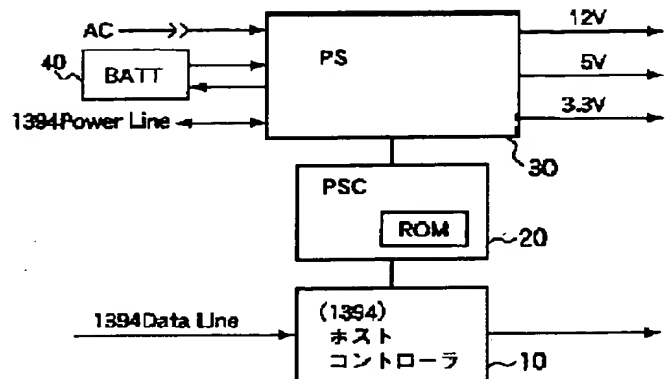 AC
12V
PS
40
BATT
5V
1394Power Line
3.3V
30
PSC
ROM
20
1394Data Line
(1394)
ホスト
コントローラ
10